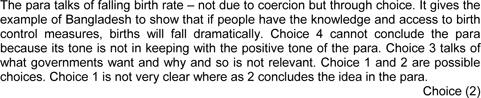 The para talks of falling birth rate – not due to coercion but through choice. It gives the
example of Bangladesh to show that if people have the knowledge and access to birth
control measures, births will fall dramatically. Choice 4 cannot conclude the para
because its tone is not in keeping with the positive tone of the para. Choice 3 talks of
what governments want and why and so is not relevant. Choice 1 and 2 are possible
choices. Choice 1 is not very clear where as 2 concludes the idea in the para.
Choice (2)